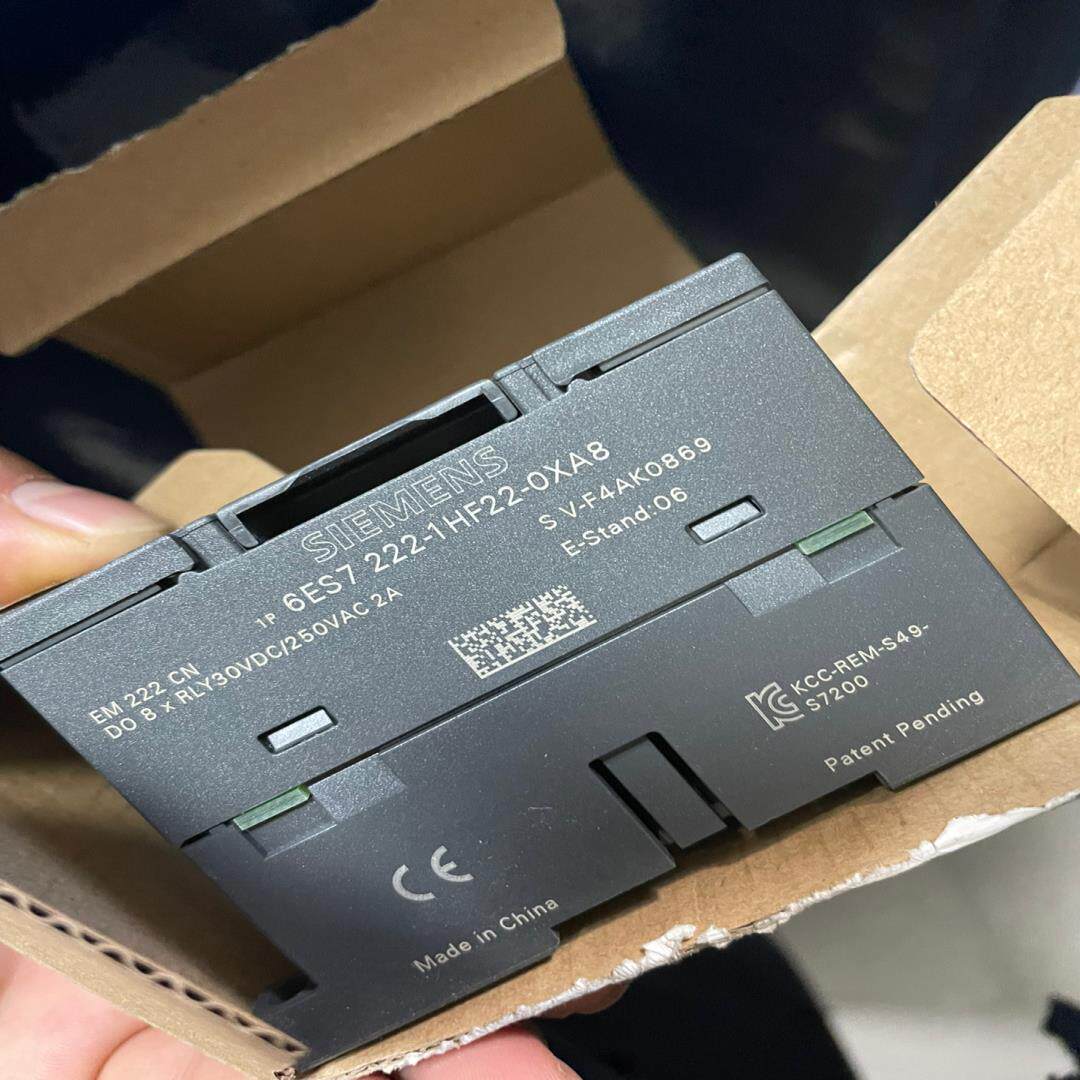 SIEMENS
1P 6ES7 222-1HF22-0XA8
S V-F4AK0869
E-Stand:06
EM 222 CN
DO 8 x RLY30VDC/250VAC 2A
KCC-REM-S49-
S7200
Patent Pending
CE
Made in China